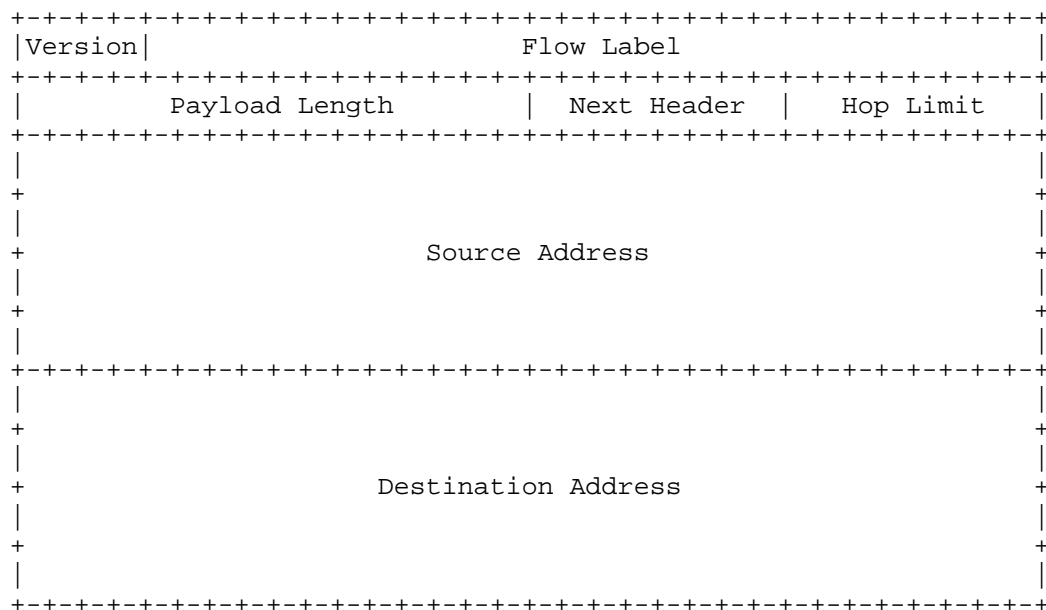 Version Flow Label
Payload Length Next Header Hop Limit
Source Address
Destination Address